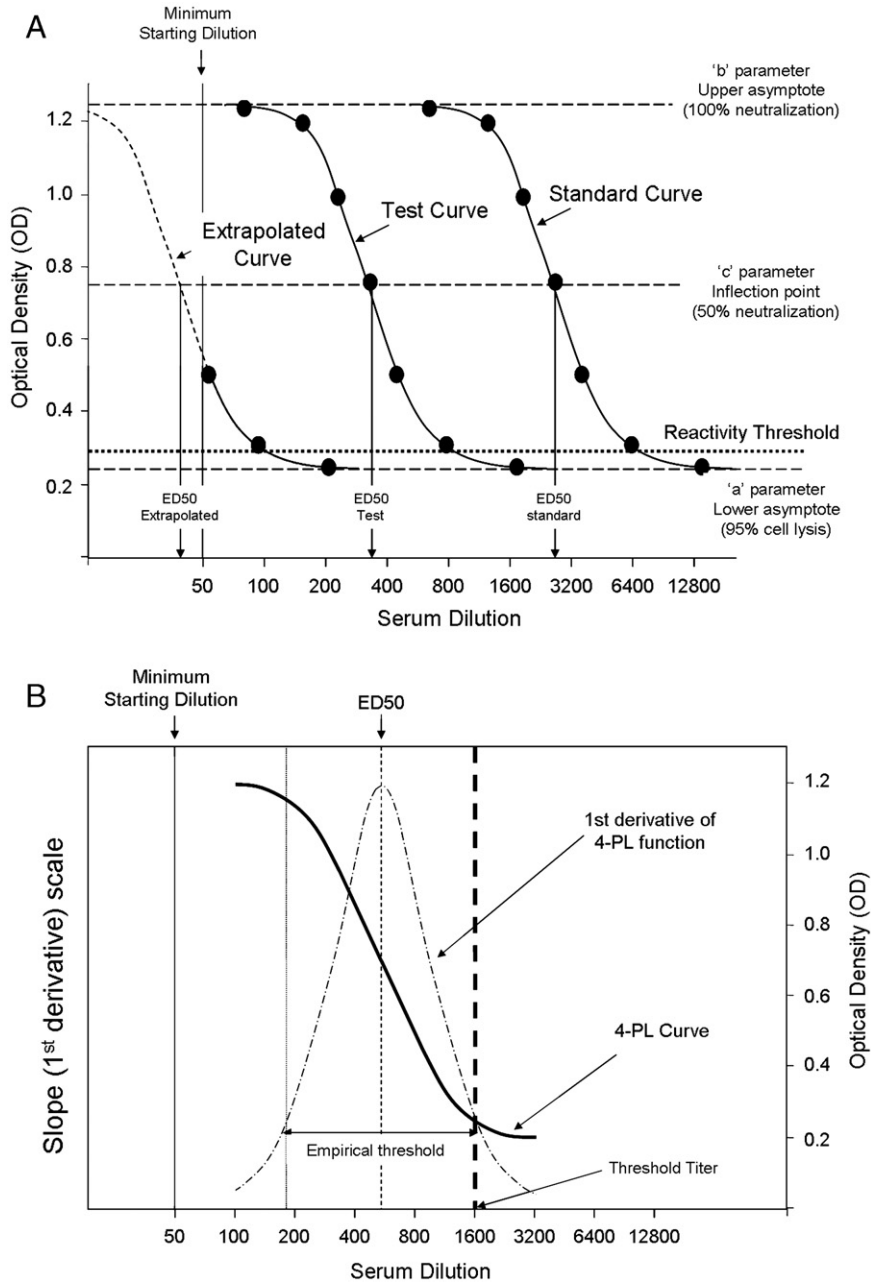 A
Minimum
Starting Dilution
'b' parameter
Upper asymptote
(100% neutralization)
1.2
1.0
0.8
0.6
0.4
0.2
Optical Density (OD)
Extrapolated
Curve
Test Curve
Standard Curve
'c' parameter
Inflection point
(50% neutralization)
Reactivity Threshold
'a' parameter
Lower asymptote
(95% cell lysis)
ED50
Extrapolated
ED50
Test
ED50
standard
50 100 200 400 800 1600 3200 6400 12800
Serum Dilution
B
Minimum
Starting Dilution
ED50
Slope (1st derivative) scale
1st derivative of
4-PL function
4-PL Curve
Empirical threshold
Threshold Titer
1.2
1.0
0.8
0.6
0.4
0.2
Optical Density (OD)
50 100 200 400 800 1600 3200 6400 12800
Serum Dilution